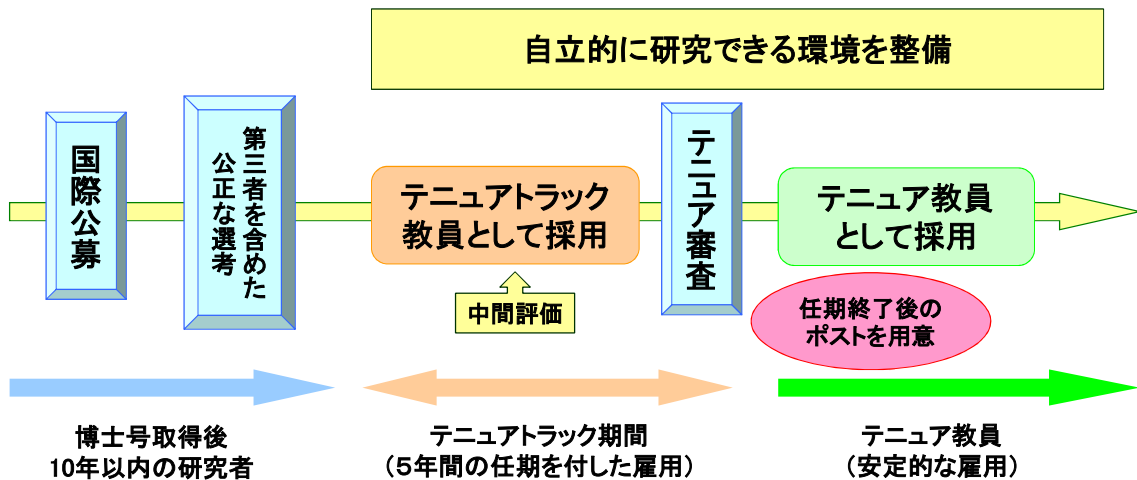 自立的に研究できる環境を整備
国際公募
第三者を含めた
公正な選考
テニュアトラック
教員として採用
中間評価
テニュア審査
テニュア教員
として採用
任期終了後の
ポストを用意
博士号取得後
10年以内の研究者
テニュアトラック期間
（５年間の任期を付した雇用）
テニュア教員
（安定的な雇用）